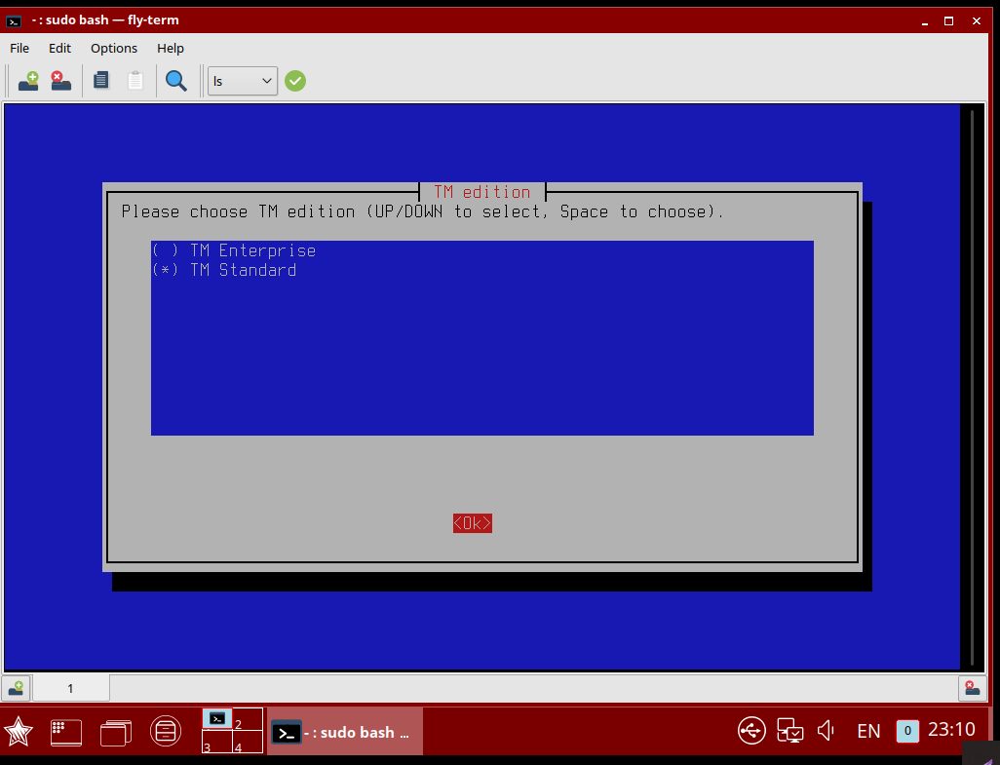 - : sudo bash — fly-term
File Edit Options Help
ls
TM edition
Please choose TM edition (UP/DOWN to select, Space to choose).
( ) TM Enterprise
(*) TM Standard
<Ok>
1
2
3 4
- : sudo bash ...
EN 0 23:10